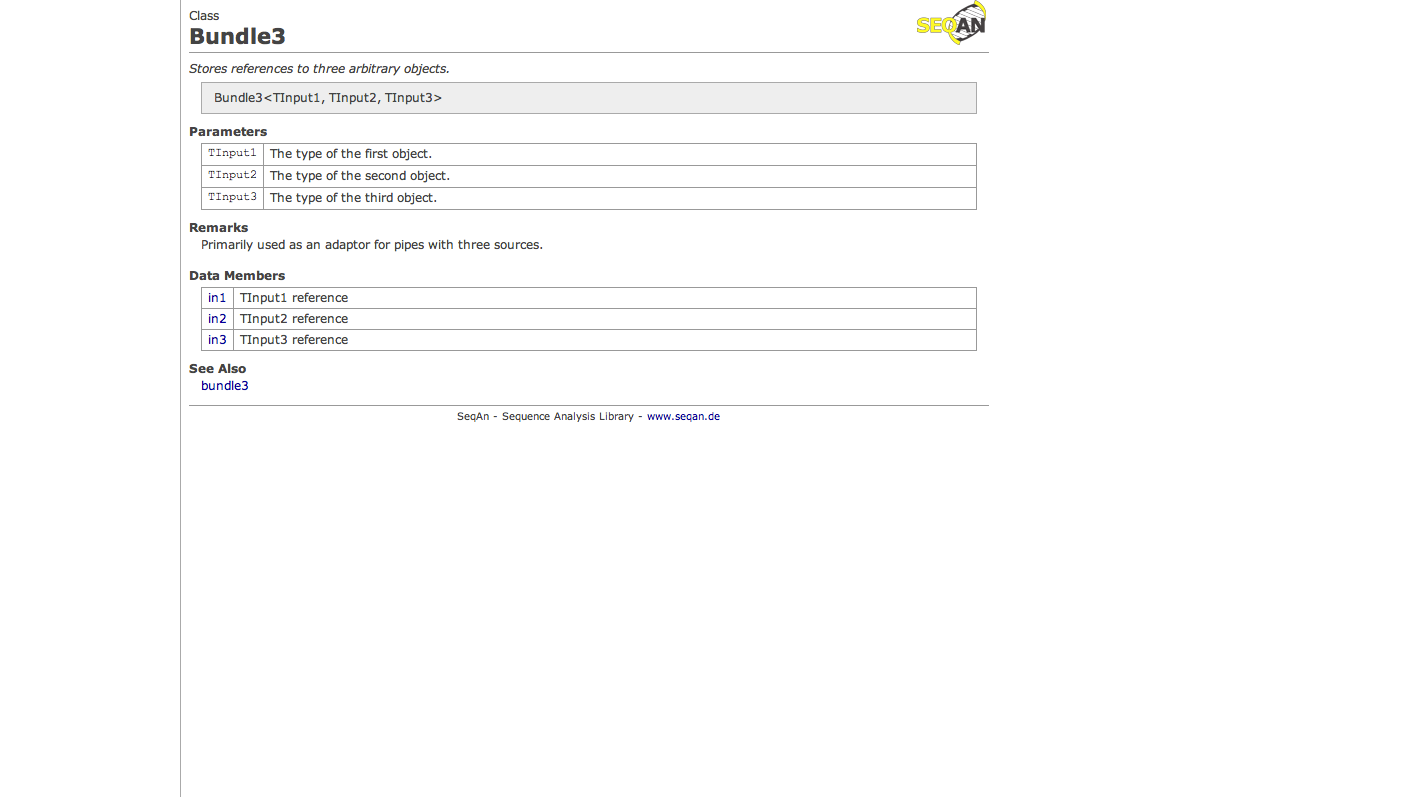 Class
SEQAN
Bundle3
Stores references to three arbitrary objects.
Bundle3<TInput1, TInput2, TInput3>
Parameters
TInput1 The type of the first object.
TInput2 The type of the second object.
TInput3 The type of the third object.
Remarks
Primarily used as an adaptor for pipes with three sources.
Data Members
in1 TInput1 reference
in2 TInput2 reference
in3 TInput3 reference
See Also
bundle3
SeqAn - Sequence Analysis Library - www.seqan.de